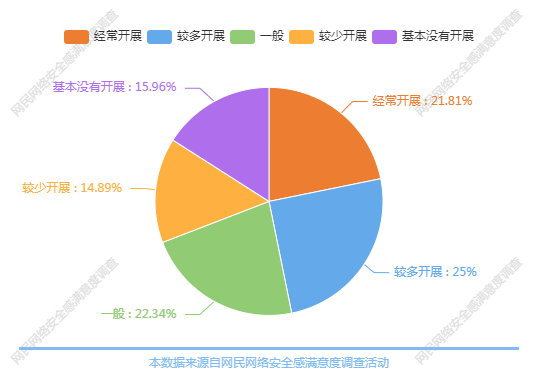 经常开展 较多开展 一般 较少开展 基本没有开展
基本没有开展 : 15.96%
经常开展 : 21.81%
较少开展 : 14.89%
较多开展 : 25%
一般 : 22.34%
本数据来源自网民网络安全感满意度调查活动
网民网络安全感满意度调查
网民网络安全感满意度调查
网民网络安全感满意度调查
网民网络安全感满意度调查